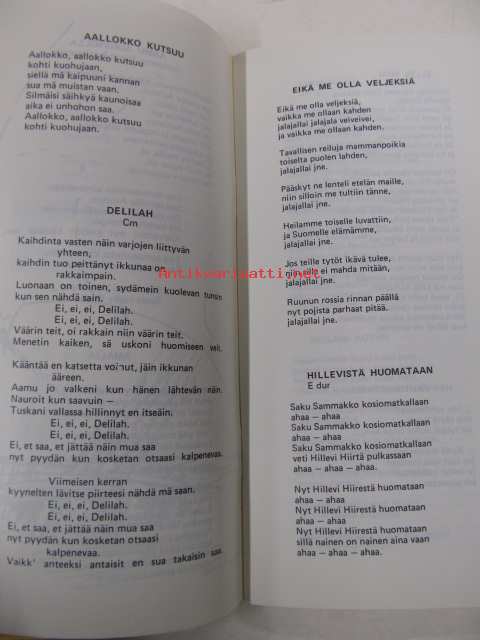 AALLOKKO KUTSUU
Aallokko, aallokko kutsuu
kohti kuohujaan,
siellä mä kaipuuni kannan
sua mä muistan vaan.
Silmäisi säihkyä kaunoisaa
aika ei unhohon saa.
Aallokko, aallokko kutsuu
kohti kuohujaan.
DELILAH
Cm
Kaihdinta vasten näin varjojen liittyvän
yhteen,
kaihdin tuo peittänyt ikkunaa on
rakkaimpain.
Luonaan on toinen, sydämein kuolevan tunsin
kun sen nähdä sain.
Ei, ei, ei, Delilah.
Ei, ei, ei, Delilah.
Väärin teit, oi rakkain niin väärin teit.
Menetin kaiken, sä uskoni huomiseen veit.
Kääntää en katsetta voinut, jäin ikkunan
ääreen.
Aamu jo valkeni kun hänen lähtevän näin.
Nauroit kun saavuin —
Tuskani vallassa hillinnyt en itseäin.
Ei, ei, ei, Delilah.
Ei, ei, ei, Delilah.
Ei, et saa, et jättää näin mua saa
nyt pyydän kun kosketan otsaasi kalpenevaa.
Viimeisen kerran
kyynelten lävitse piirteesi nähdä mä saan.
Ei, ei, ei, Delilah.
Ei, ei, ei, Delilah.
Ei, et saa, et jättää näin mua saa
nyt pyydän kun kosketan otsaasi
kalpenevaa.
Vaikk' anteeksi antaisit en sua takaisin saa.
EIKÄ ME OLLA VELJEKSIÄ
Eikä me olla veljeksiä,
vaikka me ollaan kahden
jalajallai jalajala veiveivei,
ja vaikka me ollaan kahden.
Tavallisen reiluja mammanpoikia
toiselta puolen lahden,
jalajallai jne.
Pääskyt ne lenteli etelän maille,
niin silloin me tultiin tänne,
jalajallai jne.
Heilamme toiselle luvattiin,
ja Suomelle elämämme,
jalajallai jne.
Jos teille tytöt ikävä tulee,
niin sille ei mahda mitään,
jalajallai jne.
Ruunun rossia rinnan päällä
nyt pojista parhaat pitää.
jalajallai jne.
HILLEVISTÄ HUOMATAAN
E dur
Saku Sammakko kosiomatkallaan
ahaa — ahaa
Saku Sammakko kosiomatkallaan
ahaa — ahaa
Saku Sammakko kosiomatkallaan
veti Hillevi Hiirtä pulkassaan
ahaa — ahaa — ahaa.
Nyt Hillevi Hiirestä huomataan
ahaa — ahaa
Nyt Hillevi Hiirestä huomataan
ahaa — ahaa
Nyt Hillevi Hiirestä huomataan
sillä nainen on nainen aina vaan
ahaa — ahaa — ahaa.
Antikvariaatti.net